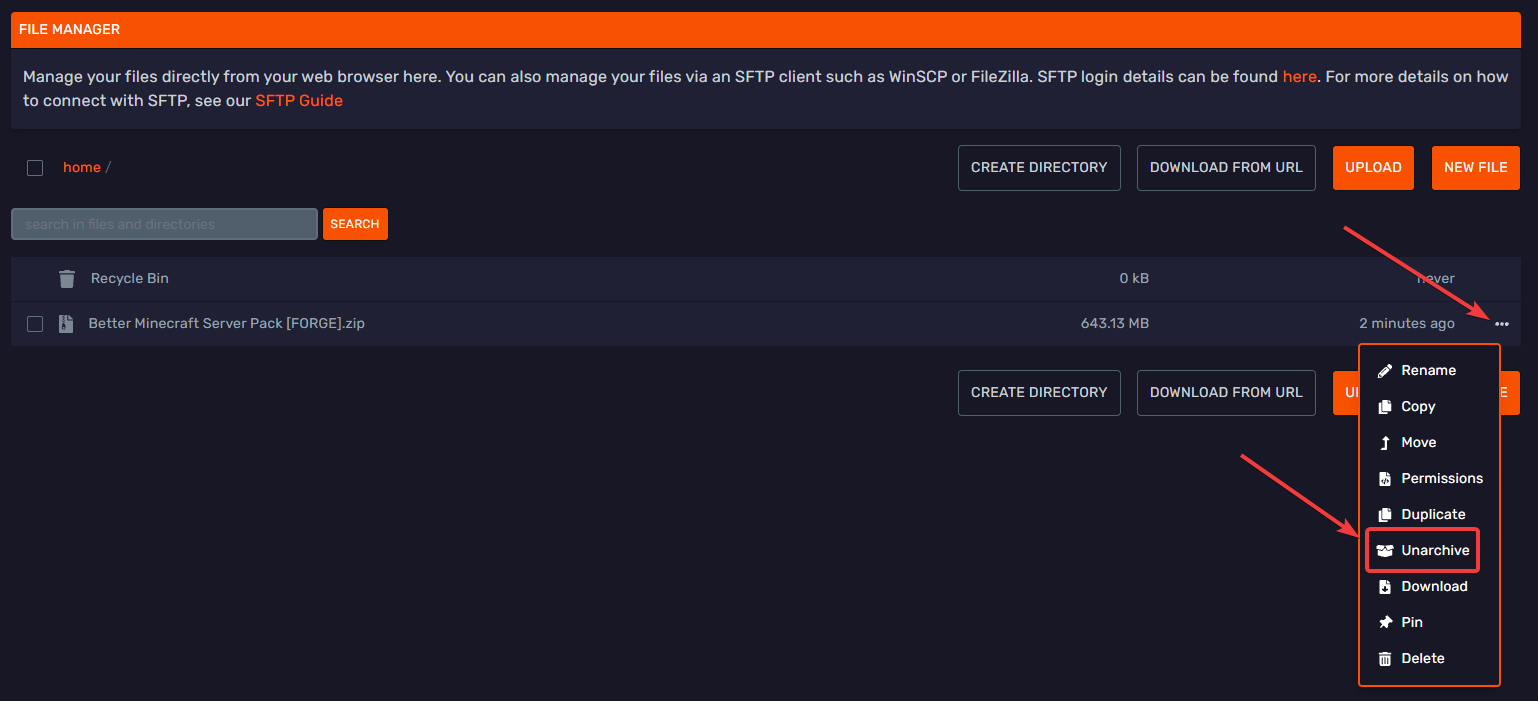 FILE MANAGER
Manage your files directly from your web browser here. You can also manage your files via an SFTP client such as WinSCP or FileZilla. SFTP login details can be found here. For more details on how
to connect with SFTP, see our SFTP Guide
home /
CREATE DIRECTORY
DOWNLOAD FROM URL
UPLOAD
NEW FILE
search in files and directories
SEARCH
Recycle Bin
0 kB
never
Better Minecraft Server Pack [FORGE].zip
643.13 MB
2 minutes ago
CREATE DIRECTORY
DOWNLOAD FROM URL
Rename
Copy
Move
Permissions
Duplicate
Unarchive
Download
Pin
Delete